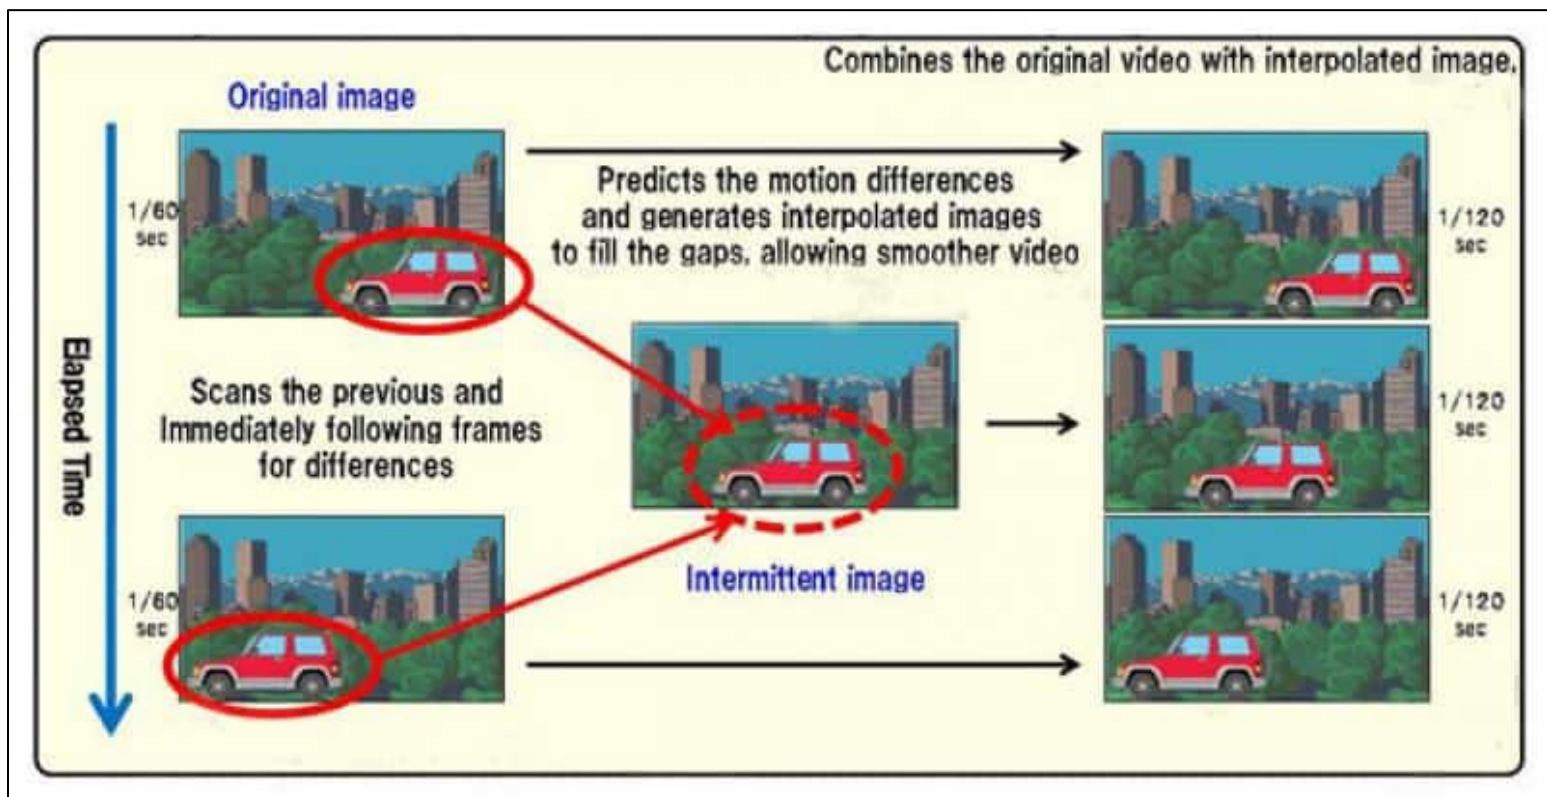 Combines the original video with interpolated image.
Original image
1/60
sec
Predicts the motion differences
and generates interpolated images
to fill the gaps, allowing smoother video
1/120
sec
Elapsed Time
Scans the previous and
Immediately following frames
for differences
1/120
sec
Intermittent image
1/60
sec
1/120
sec